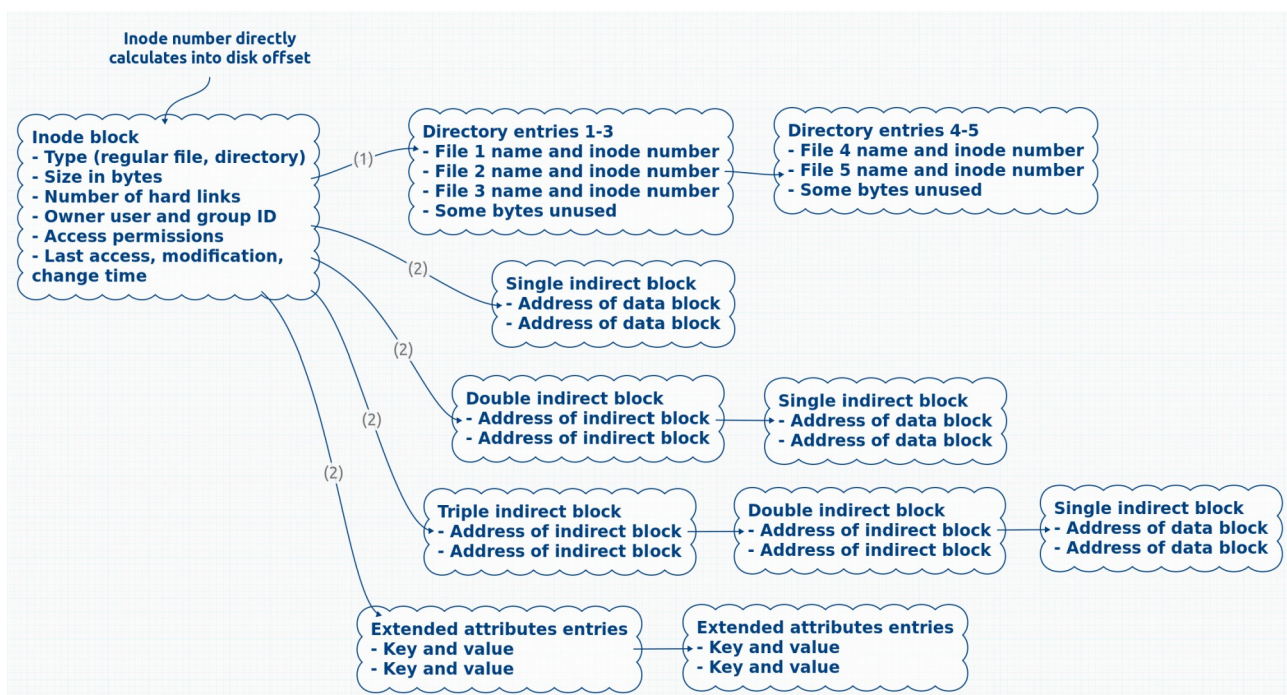 Inode number directly
calculates into disk offset
Inode block
- Type (regular file, directory)
- Size in bytes
- Number of hard links
- Owner user and group ID
- Access permissions
- Last access, modification,
change time
(1)
Directory entries 1-3
- File 1 name and inode number
- File 2 name and inode number
- File 3 name and inode number
- Some bytes unused
Directory entries 4-5
- File 4 name and inode number
- File 5 name and inode number
- Some bytes unused
(2)
Single indirect block
- Address of data block
- Address of data block
(2)
Double indirect block
- Address of indirect block
- Address of indirect block
Single indirect block
- Address of data block
- Address of data block
(2)
Triple indirect block
- Address of indirect block
- Address of indirect block
Double indirect block
- Address of indirect block
- Address of indirect block
Single indirect block
- Address of data block
- Address of data block
(2)
Extended attributes entries
- Key and value
- Key and value
Extended attributes entries
- Key and value
- Key and value